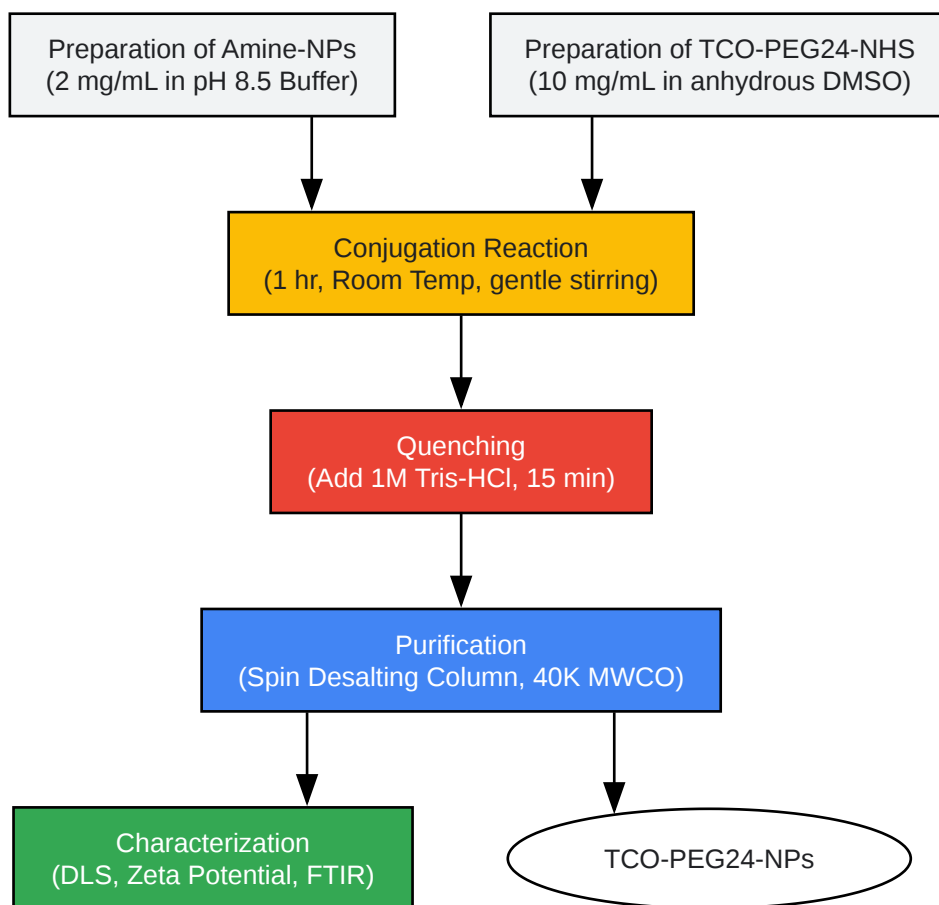 Preparation of Amine-NPs
(2 mg/mL in pH 8.5 Buffer)
Preparation of TCO-PEG24-NHS
(10 mg/mL in anhydrous DMSO)
Conjugation Reaction
(1 hr, Room Temp, gentle stirring)
Quenching
(Add 1M Tris-HCl, 15 min)
Purification
(Spin Desalting Column, 40K MWCO)
Characterization
(DLS, Zeta Potential, FTIR)
TCO-PEG24-NPs